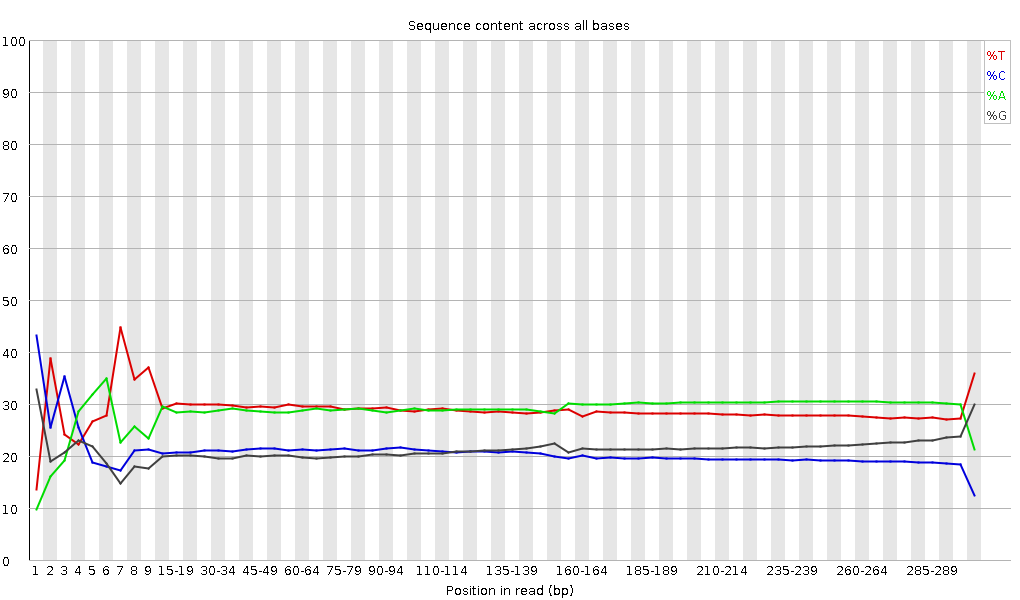 Sequence content across all bases
100
90
80
70
60
50
40
30
20
10
0
%T
%C
%A
%G
1 2 3 4 5 6 7 8 9 15-19 30-34 45-49 60-64 75-79 90-94 110-114 135-139 160-164 185-189 210-214 235-239 260-264 285-289
Position in read (bp)